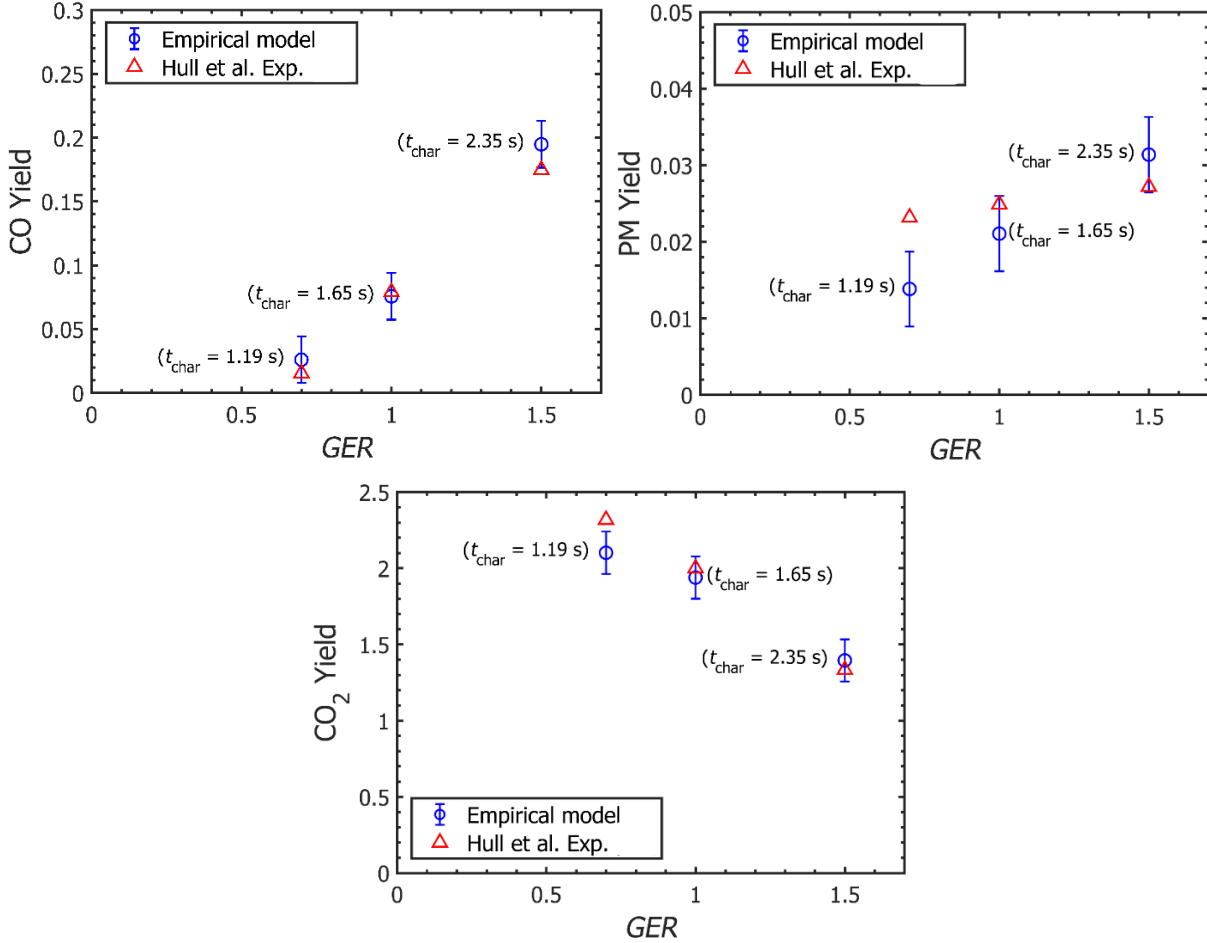 0.3
0.25
0.2
0.15
0.1
0.05
0
CO Yield
Empirical model
Hull et al. Exp.
(tchar = 2.35 s)
(tchar = 1.65 s)
(tchar = 1.19 s)
0
0.5
1
1.5
GER
0.05
0.04
0.03
0.02
0.01
0
PM Yield
Empirical model
Hull et al. Exp.
(tchar = 2.35 s)
(tchar = 1.65 s)
(tchar = 1.19 s)
0
0.5
1
1.5
GER
2.5
2
1.5
1
0.5
0
CO2 Yield
(tchar = 1.19 s)
(tchar = 1.65 s)
(tchar = 2.35 s)
Empirical model
Hull et al. Exp.
0
0.5
1
1.5
GER